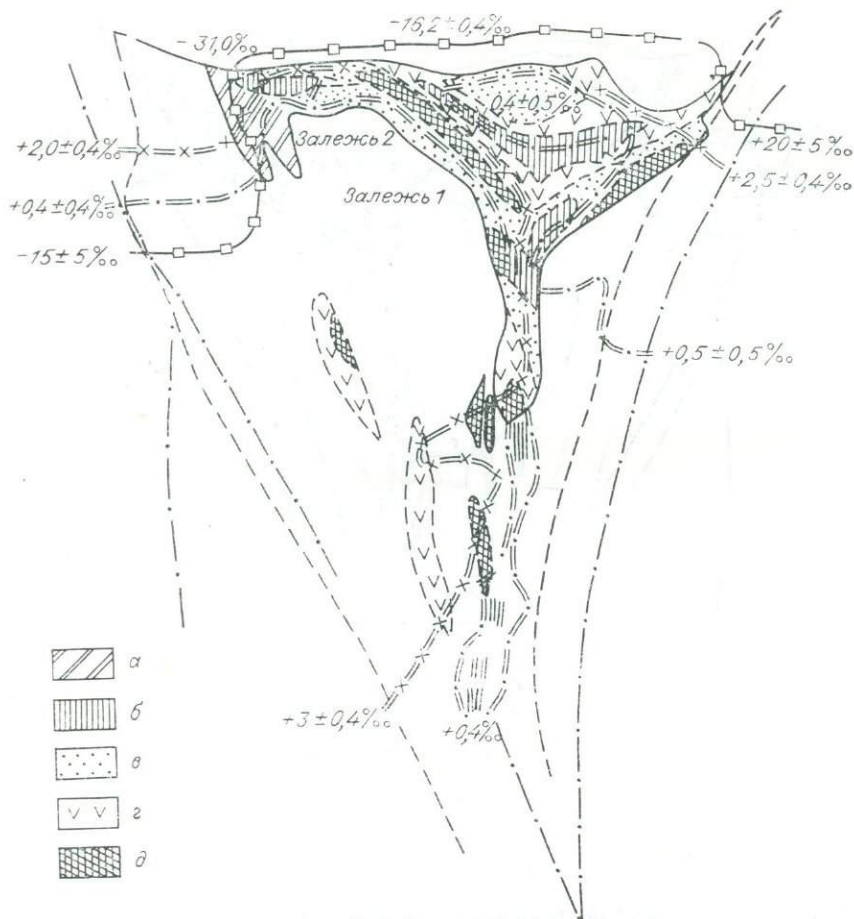 -16,2±0,4‰
-31,0‰
0,4±0,5‰
Залежь 2
+2,0±0,4‰
+20±5‰
+2,5±0,4‰
Залежь 1
+0,4±0,4‰
-15±5‰
+0,5±0,5‰
а
б
+3±0,4‰
+0,4‰
в
г
д